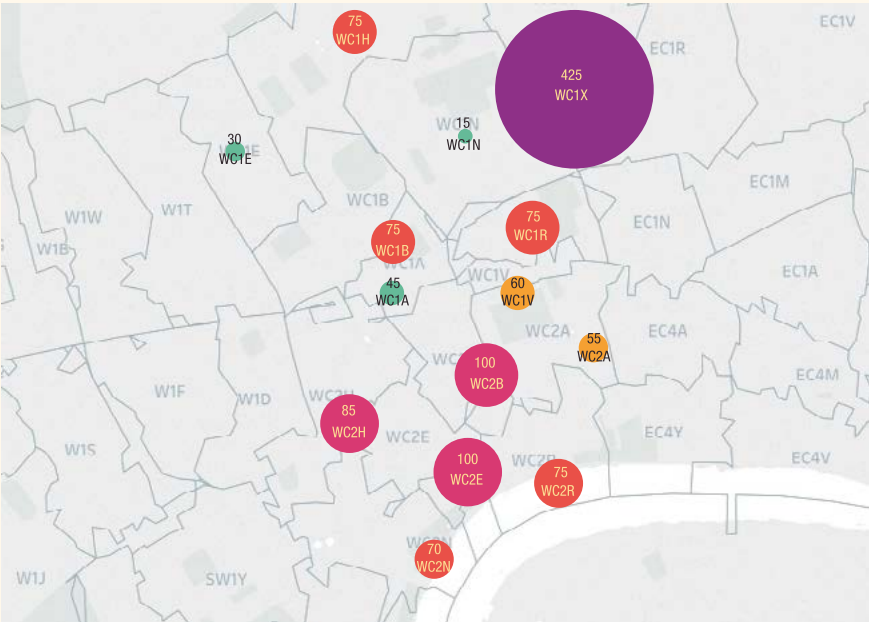 EC1V
75
WC1H
EC1R
425
WC1X
15
WC1N
30
WC1E
W1T
W1W
W1B
WC1B
EC1M
75
WC1R
EC1N
75
WC1B
WC1A
EC1A
WC1V
45
WC1A
60
WC1V
WC2A
EC4A
55
WC2A
100
WC2B
EC4M
W1F
W1D
85
WC2H
WC2E
EC4Y
W1S
EC4V
100
WC2E
75
WC2R
70
WC2N
W1J
SW1Y